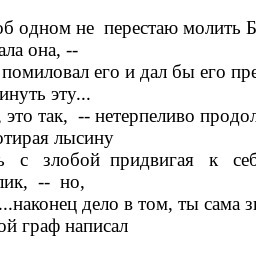 об одном не перестаю молить Б
ала она, --
помиловал его и дал бы его пре
инуть эту...
, это так, -- нетерпеливо продол
отирая лысину
ь с злобой придвигая к себ
лик, -- но,
...наконец дело в том, ты сама зн
ой граф написал